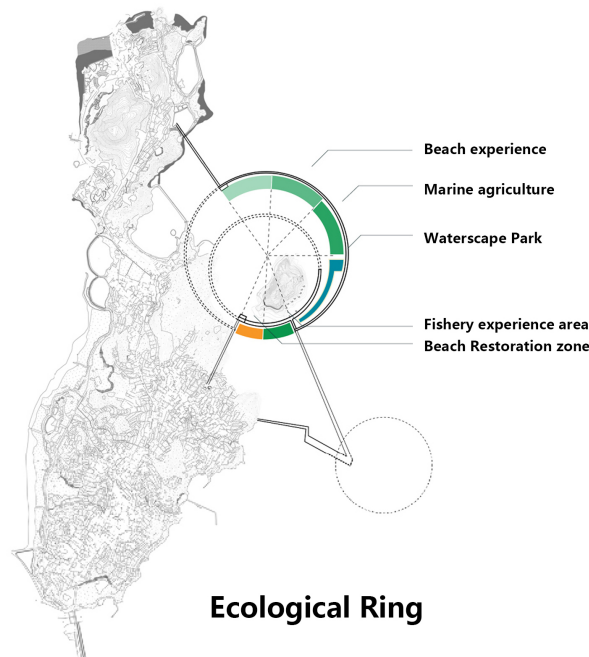 Beach experience
Marine agriculture
Waterscape Park
Fishery experience area
Beach Restoration zone
Ecological Ring